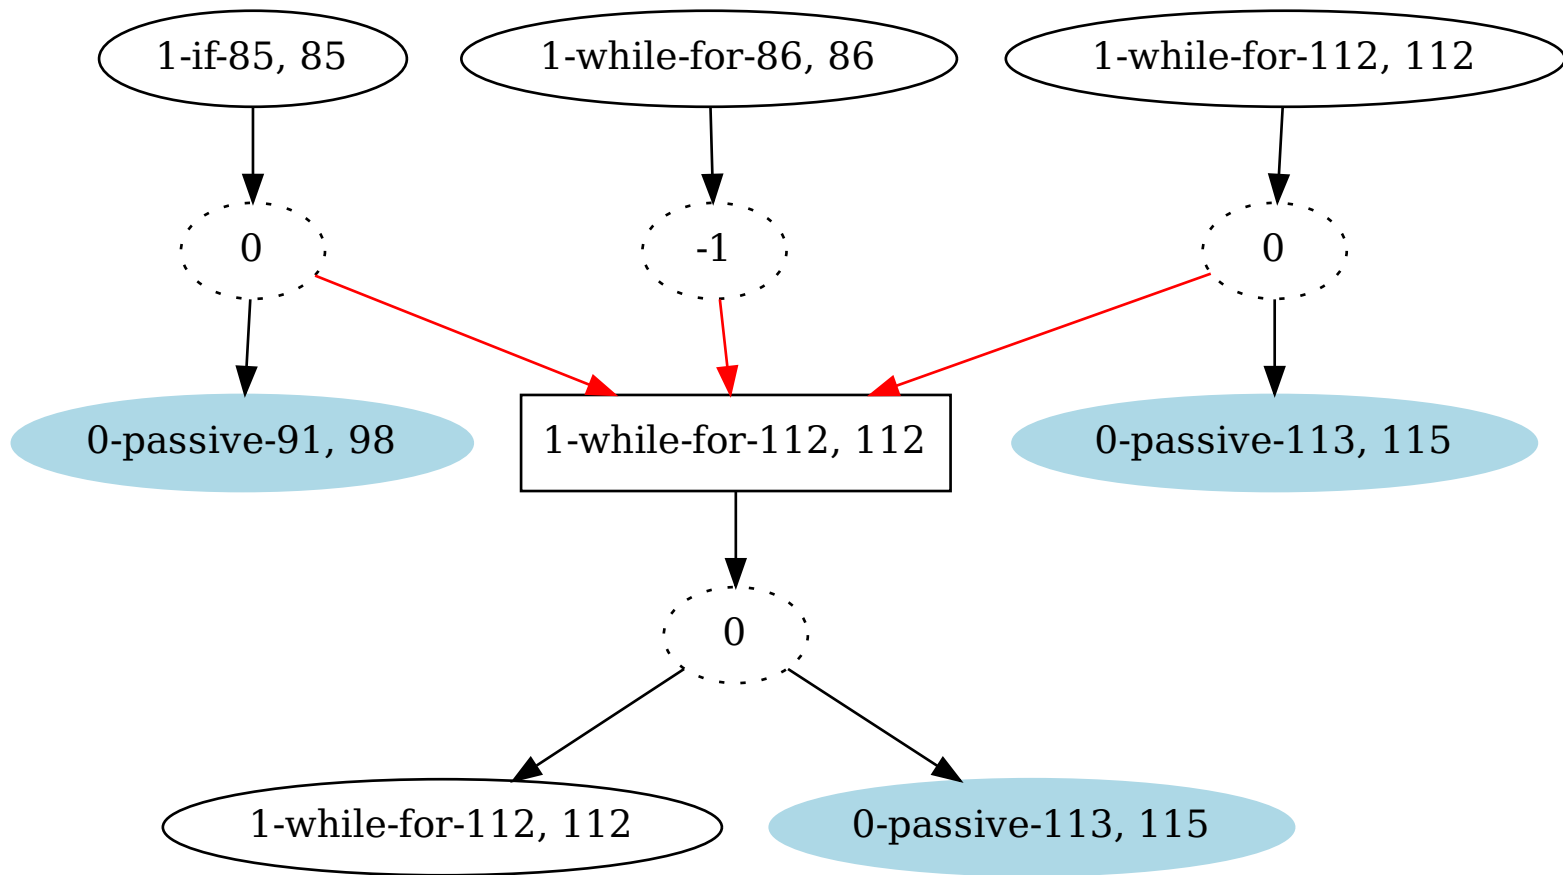 1-if-85, 85
1-while-for-86, 86
1-while-for-112, 112
0
-1
0
0-passive-91, 98
1-while-for-112, 112
0-passive-113, 115
0
1-while-for-112, 112
0-passive-113, 115